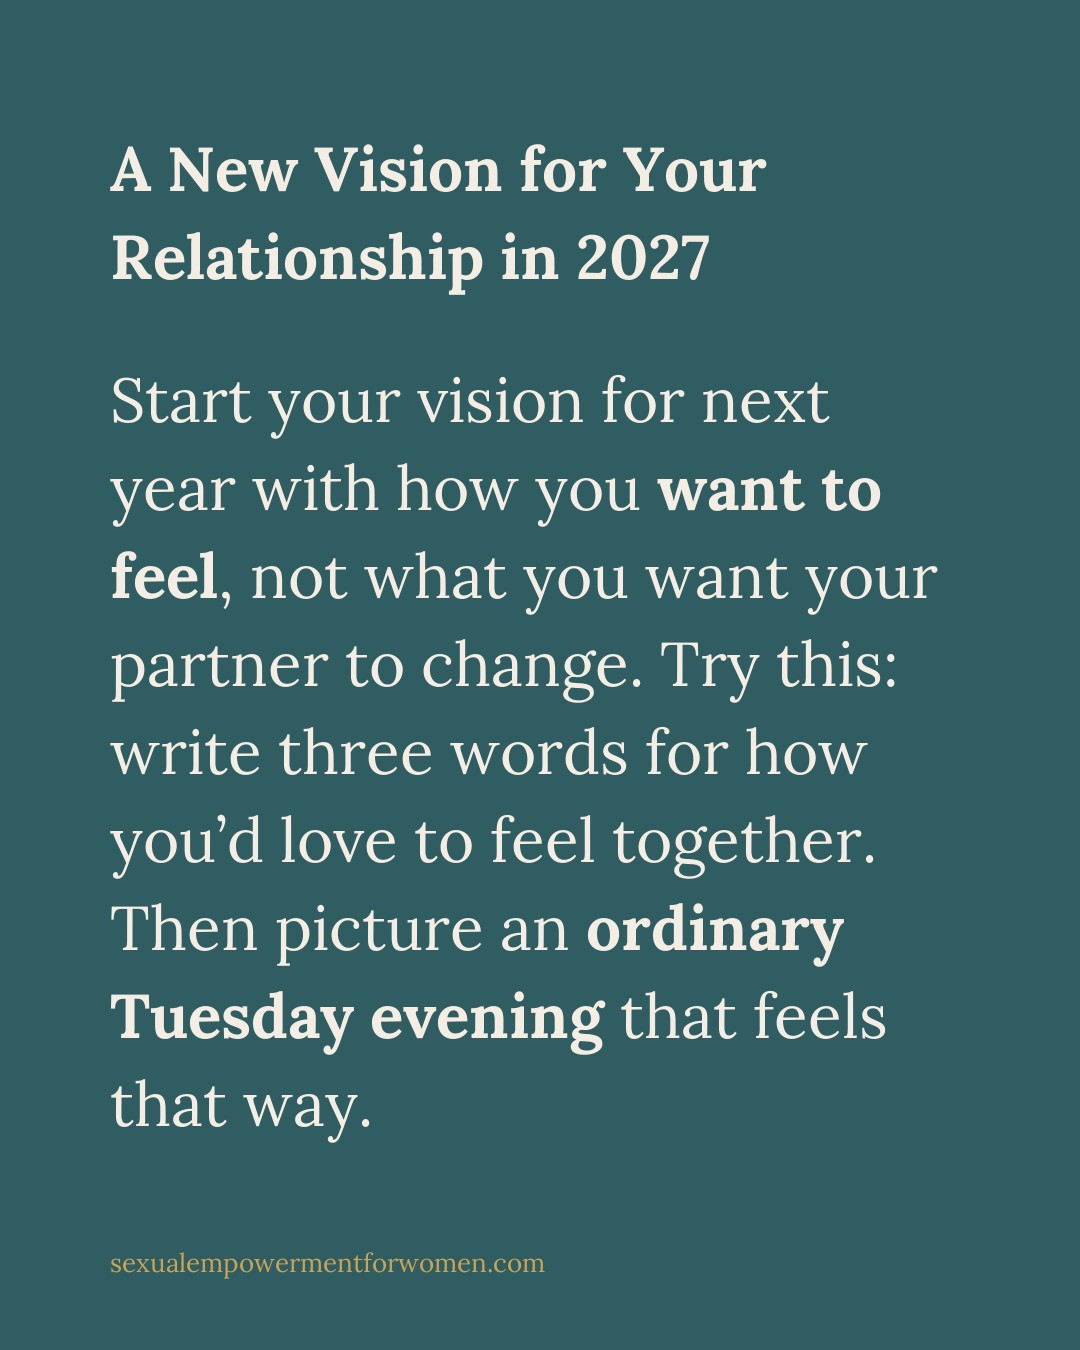 A New Vision for Your
Relationship in 2027
Start your vision for next
year with how you want to
feel, not what you want your
partner to change. Try this:
write three words for how
you’d love to feel together.
Then picture an ordinary
Tuesday evening that feels
that way.
sexualempowermentforwomen.com